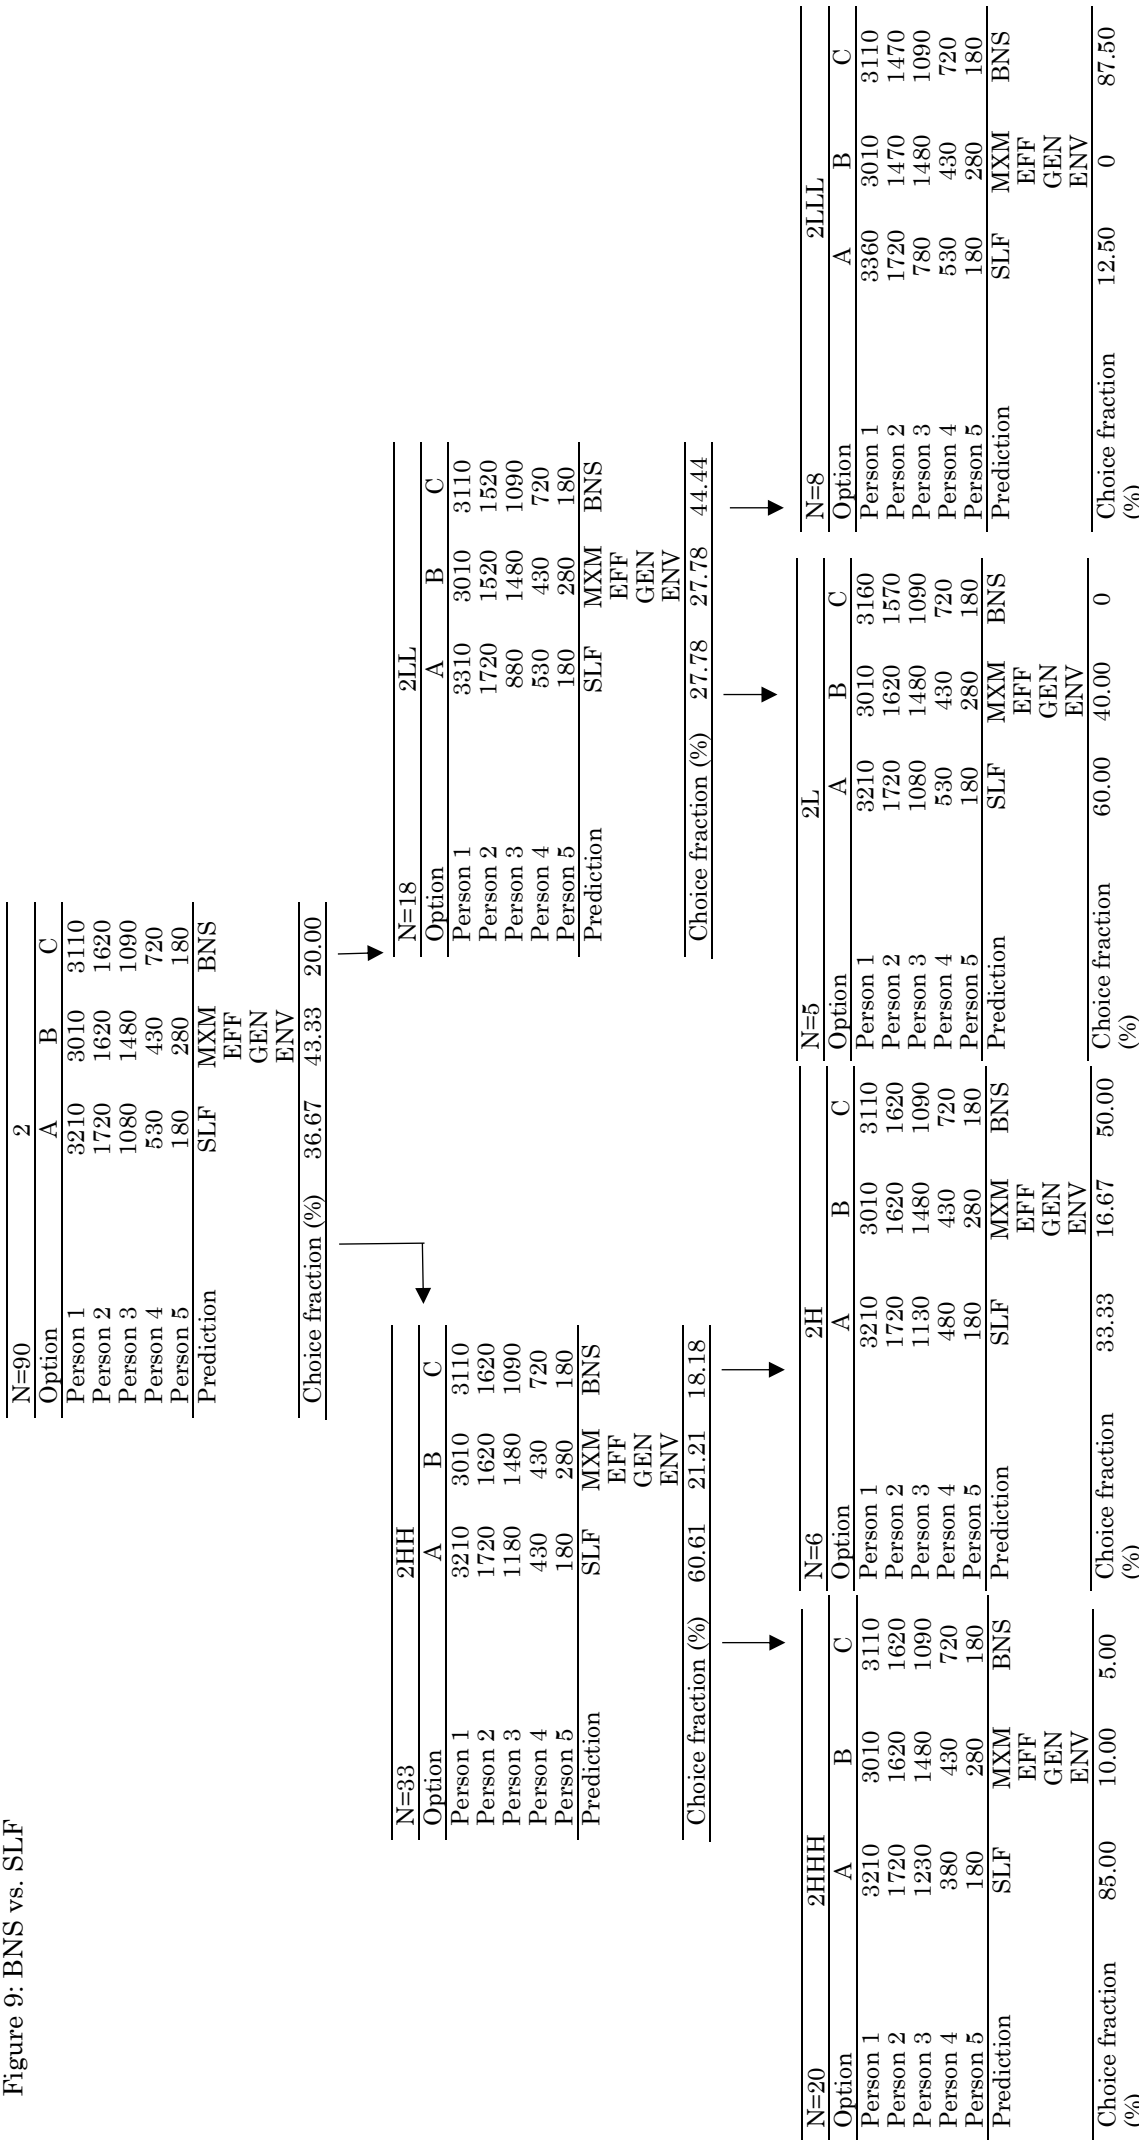 Figure 9: BNS vs. SLF
N=90 2
Option A B C
Person 1 3210 3010 3110
Person 2 1720 1620 1620
Person 3 1080 1480 1090
Person 4 530 430 720
Person 5 180 280 180
Prediction SLF MXM BNS
EFF
GEN
ENV
Choice fraction (%) 36.67 43.33 20.00
N=33 2HH
Option A B C
Person 1 3210 3010 3110
Person 2 1720 1620 1620
Person 3 1180 1480 1090
Person 4 430 430 720
Person 5 180 280 180
Prediction SLF MXM BNS
EFF
GEN
ENV
Choice fraction (%) 60.61 21.21 18.18
N=18 2LL
Option A B C
Person 1 3310 3010 3110
Person 2 1720 1520 1520
Person 3 880 1480 1090
Person 4 530 430 720
Person 5 180 280 180
Prediction SLF MXM BNS
EFF
GEN
ENV
Choice fraction (%) 27.78 27.78 44.44
N=20 2HHH
Option A B C
Person 1 3210 3010 3110
Person 2 1720 1620 1620
Person 3 1230 1480 1090
Person 4 380 430 720
Person 5 180 280 180
Prediction SLF MXM BNS
EFF
GEN
ENV
Choice fraction 85.00 10.00 5.00
(%)
N=6 2H
Option A B C
Person 1 3210 3010 3110
Person 2 1720 1620 1620
Person 3 1130 1480 1090
Person 4 480 430 720
Person 5 180 280 180
Prediction SLF MXM BNS
EFF
GEN
ENV
Choice fraction 33.33 16.67 50.00
(%)
N=5 2L
Option A B C
Person 1 3210 3010 3160
Person 2 1720 1620 1570
Person 3 1080 1480 1090
Person 4 530 430 720
Person 5 180 280 180
Prediction SLF MXM BNS
EFF
GEN
ENV
Choice fraction 60.00 40.00 0
(%)
N=8 2LLL
Option A B C
Person 1 3360 3010 3110
Person 2 1720 1470 1470
Person 3 780 1480 1090
Person 4 530 430 720
Person 5 180 280 180
Prediction SLF MXM BNS
EFF
GEN
ENV
Choice fraction 12.50 0 87.50
(%)